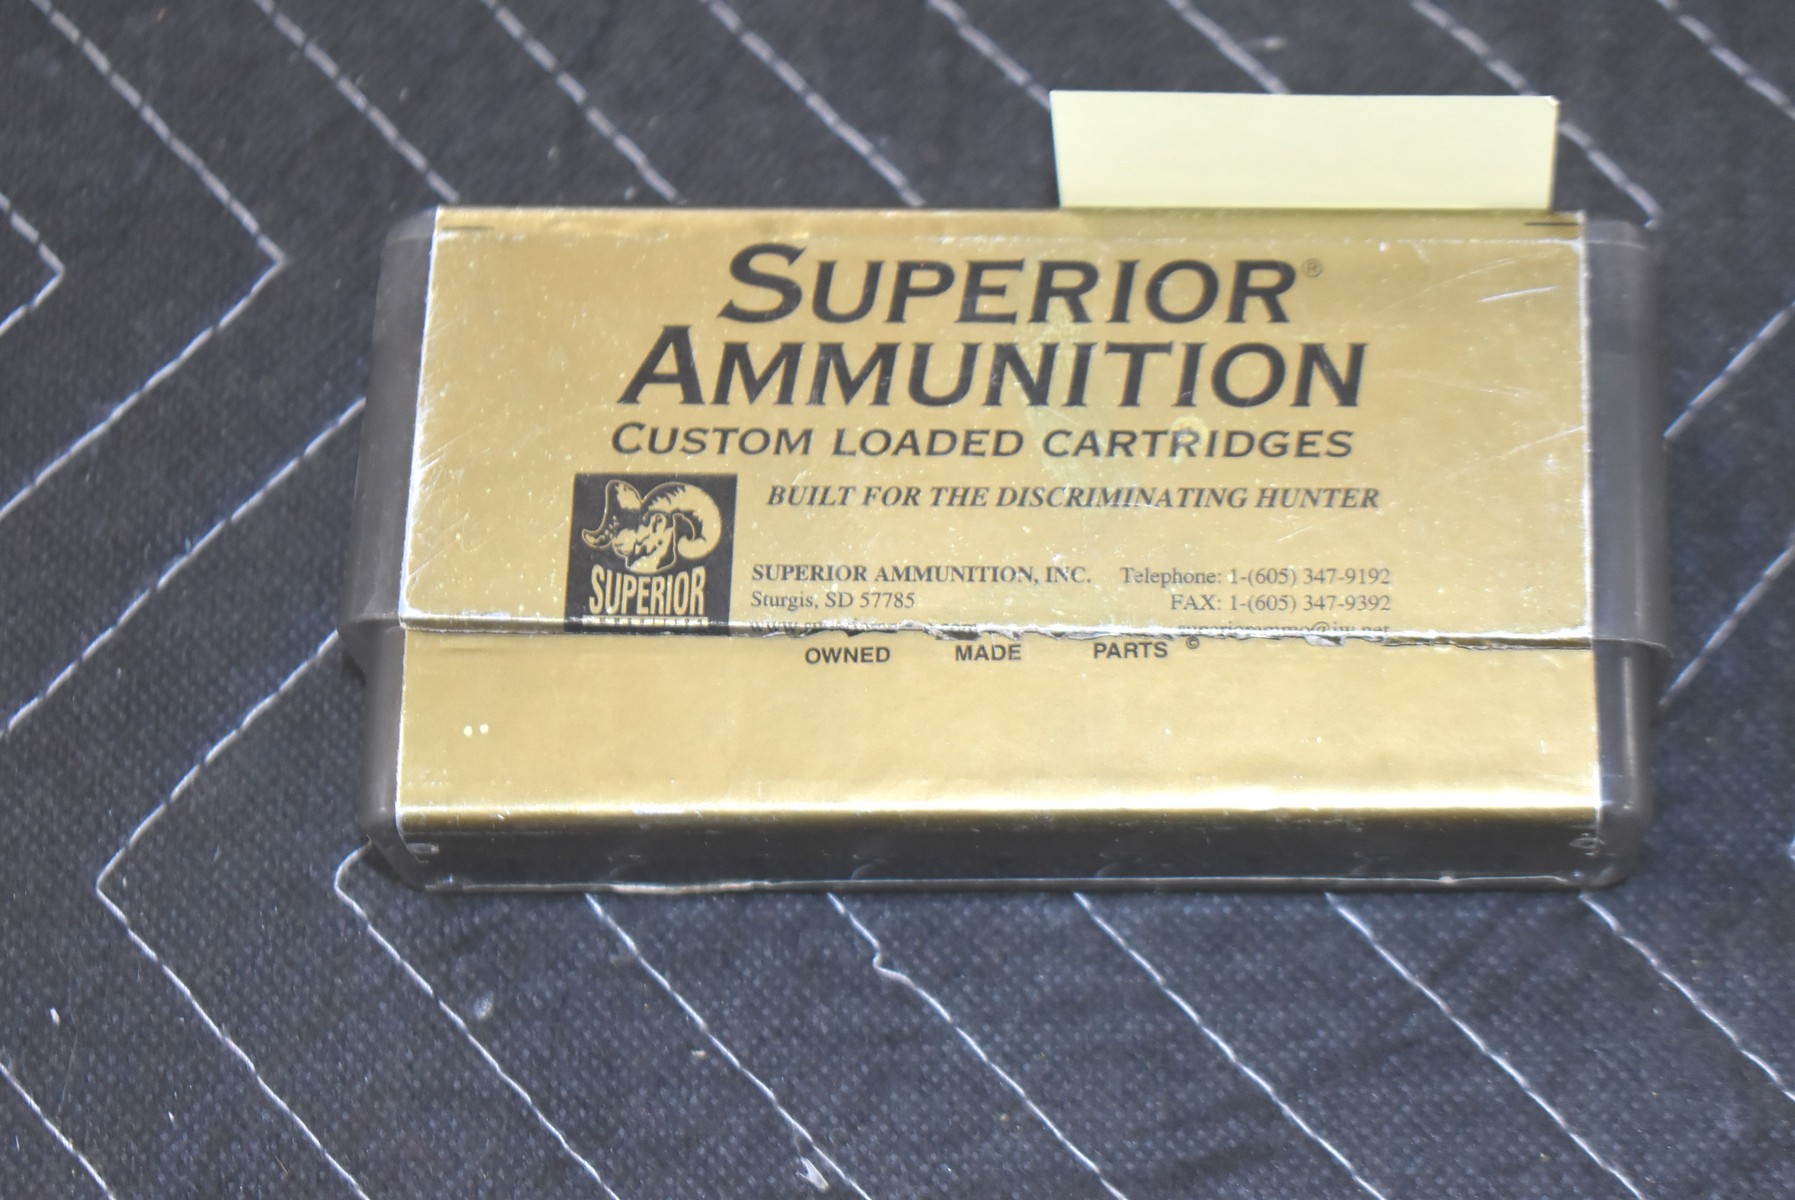 SUPERIOR®
AMMUNITION
CUSTOM LOADED CARTRIDGES
BUILT FOR THE DISCRIMINATING HUNTER
SUPERIOR
SUPERIOR AMMUNITION, INC. Telephone: 1-(605) 347-9192
Sturgis, SD 57785 FAX: 1-(605) 347-9392
OWNED MADE PARTS ©